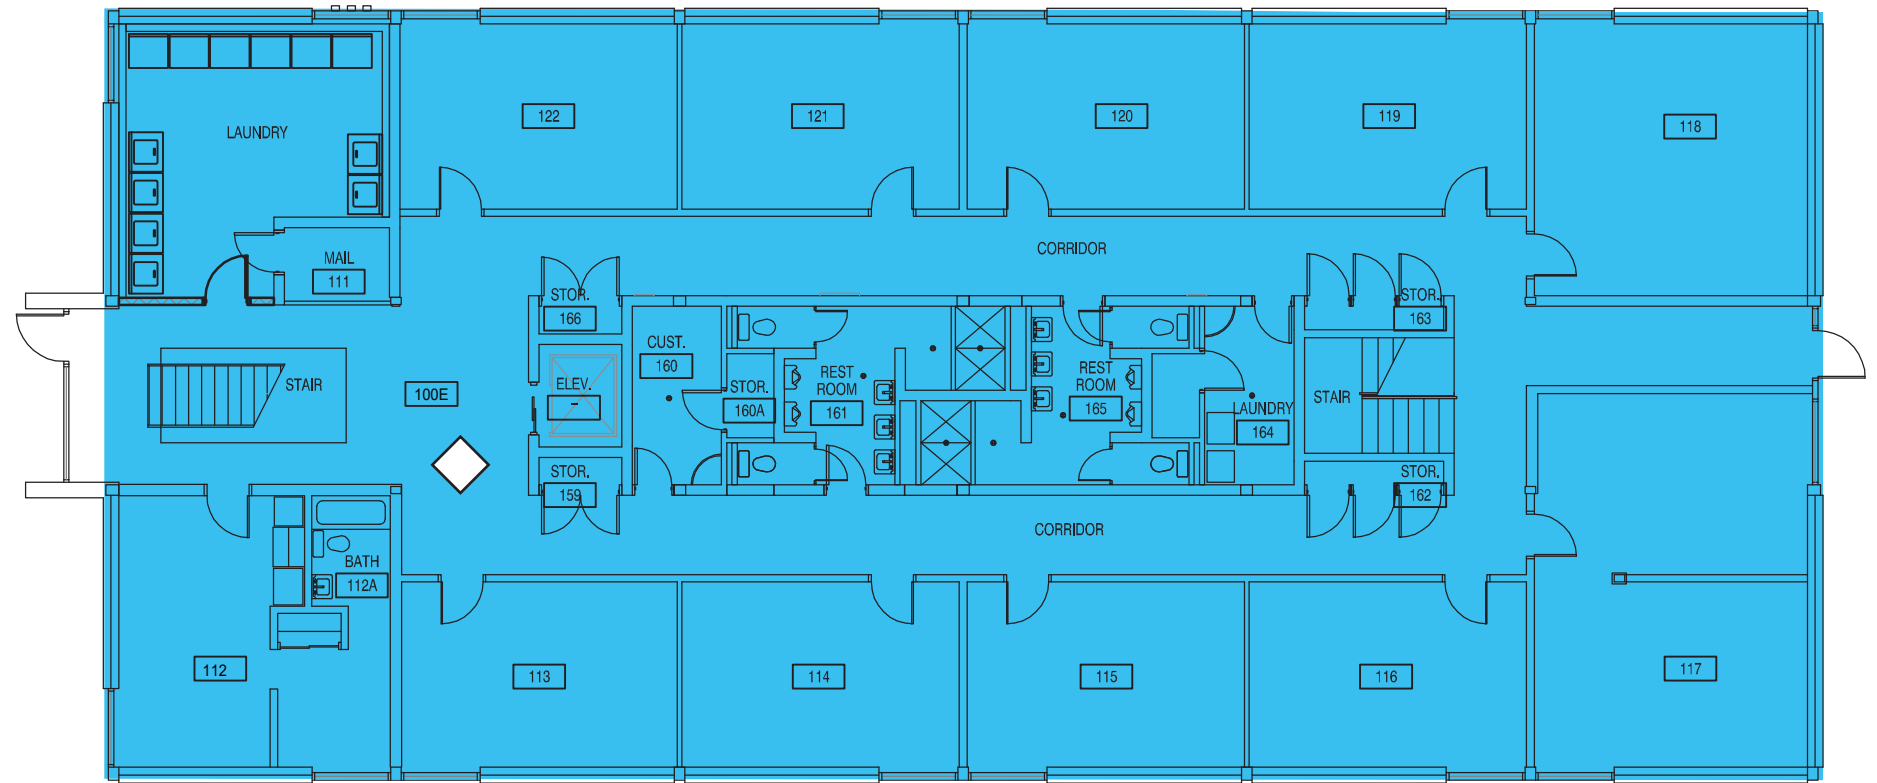 122
121
120
119
118
LAUNDRY
CORRIDOR
MAIL
111
STOR.
166
STOR.
163
CUST.
160
STAIR
100E
ELEV.
-
STOR.
160A
REST
ROOM
161
REST
ROOM
165
LAUNDRY
164
STAIR
STOR.
159
STOR.
162
CORRIDOR
BATH
112A
112
113
114
115
116
117